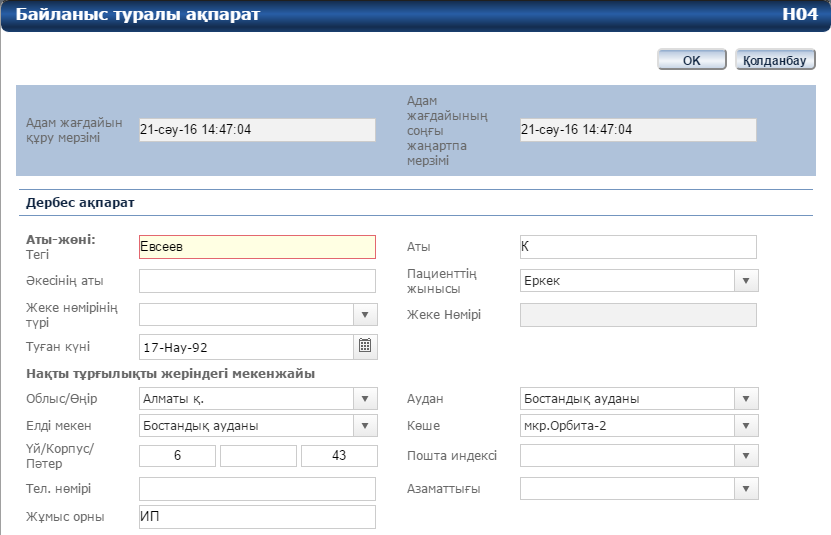 Байланыс туралы ақпарат H04
OK Қолданбау
Адам жағдайын
құру мерзімі
21-сәу-16 14:47:04
Адам
жағдайының
соңғы
жаңартпа
мерзімі
21-сәу-16 14:47:04
Дербес ақпарат
Аты-жөні:
Тегі
Евсеев
Аты
К
Әкесінің аты
Пациенттің
жынысы
Еркек
Жеке нөмірінің
түрі
Жеке Нөмірі
Туған күні
17-Нау-92
Нақты тұрғылықты жеріндегі мекенжайы
Облыс/Өңір
Алматы қ.
Аудан
Бостандық ауданы
Елді мекен
Бостандық ауданы
Көше
мкр.Орбита-2
Үй/Корпус/
Пәтер
6 43
Пошта индексі
Тел. нөмірі
Азаматтығы
Жұмыс орны
ИП